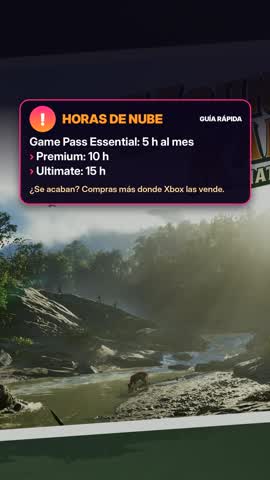 HORAS DE NUBE
GUÍA RÁPIDA
Game Pass Essential: 5 h al mes
› Premium: 10 h
› Ultimate: 15 h
¿Se acaban? Compras más donde Xbox las vende.